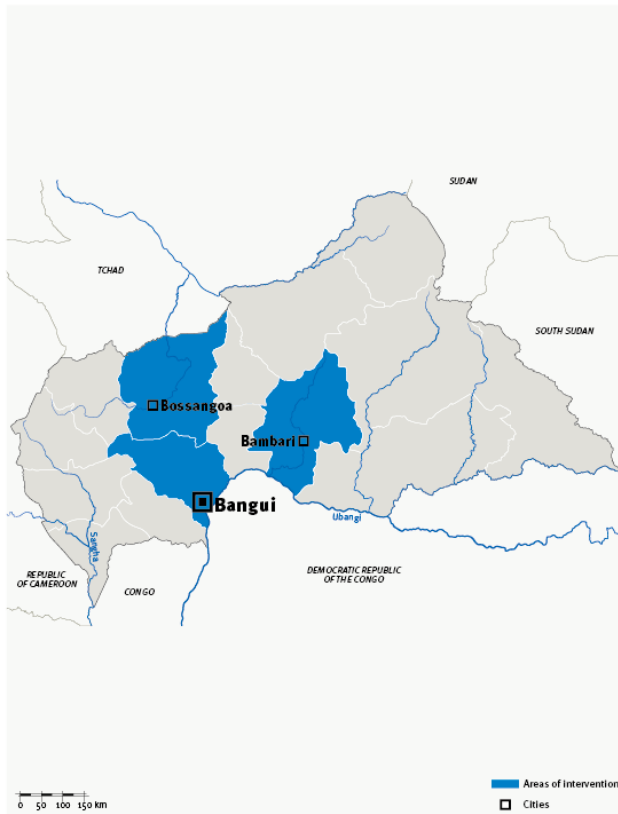 SUDAN
TCHAD
SOUTH SUDAN
Bossangoa
Bambari
Bangui
Ubangi
Sangha
REPUBLIC
OF CAMEROON
CONGO
DEMOCRATIC REPUBLIC
OF THE CONGO
0 50 100 150 km
Areas of intervention
Cities